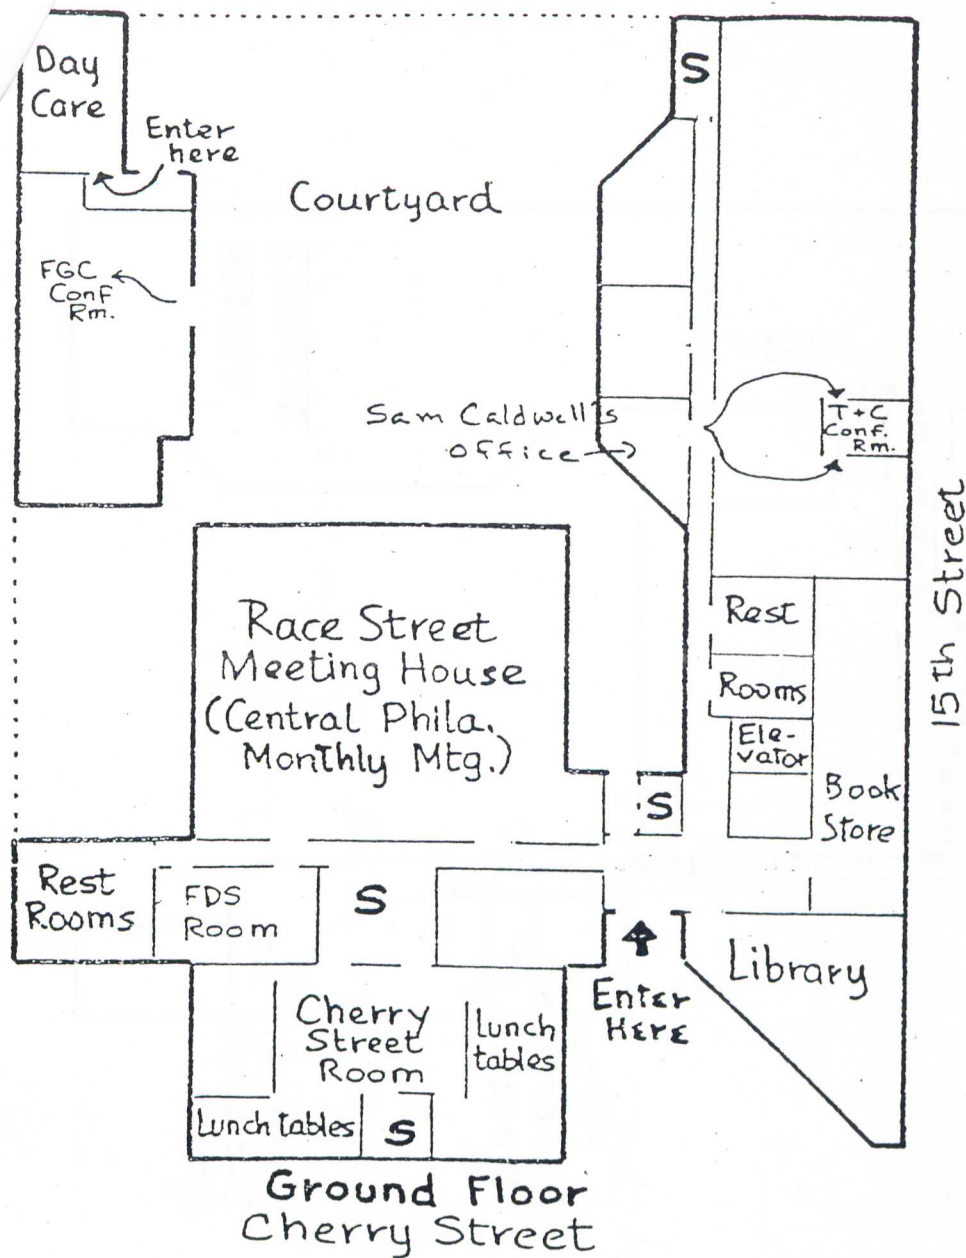 Day
Care
Enter
here
Courtyard
S
FGC
Conf
Rm.
Sam Caldwell's
office
T+C
Conf.
Rm.
15th Street
Race Street
Meeting House
(Central Phila.
Monthly Mtg.)
Rest
Rooms
Ele-
vator
Book
Store
S
Rest
Rooms
FDS
Room
S
Enter
Here
Library
Cherry
Street
Room
Lunch
tables
Lunch tables
S
Ground Floor
Cherry Street